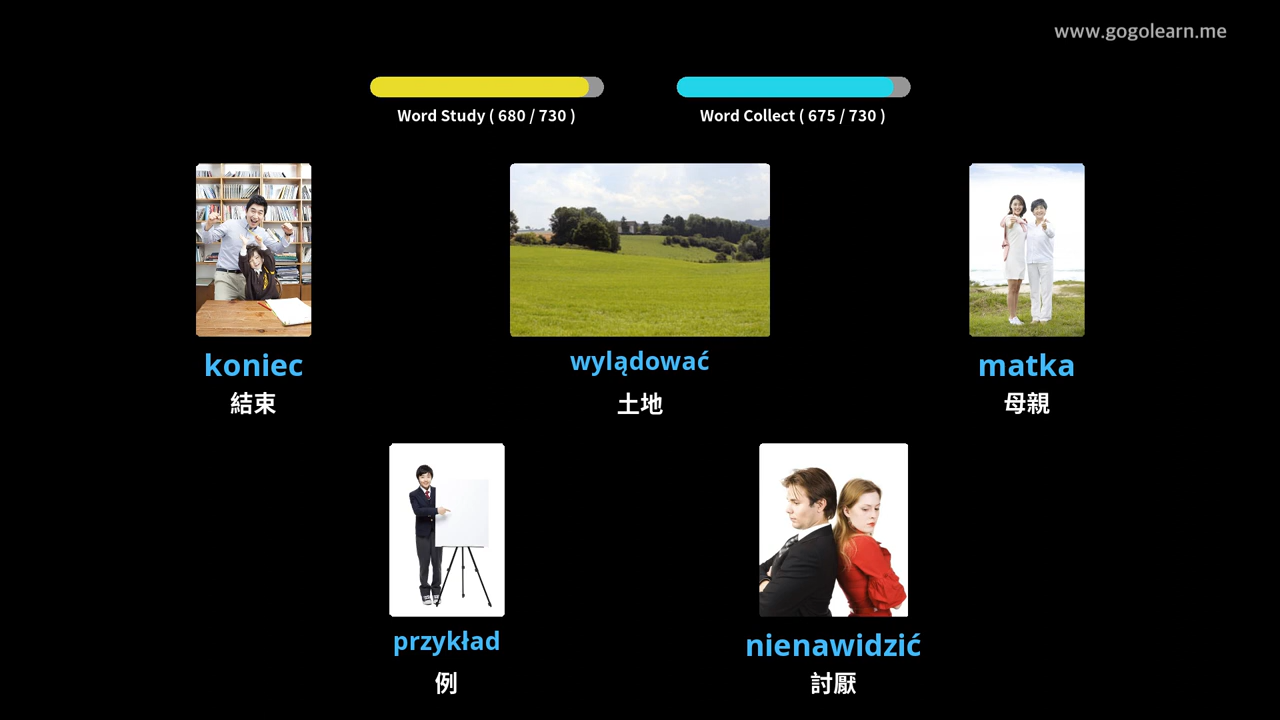 www.gogolearn.me
Word Study ( 680 / 730 )
Word Collect ( 675 / 730 )
koniec
結束
wylądować
土地
matka
母親
przykład
例
nienawidzić
討厭